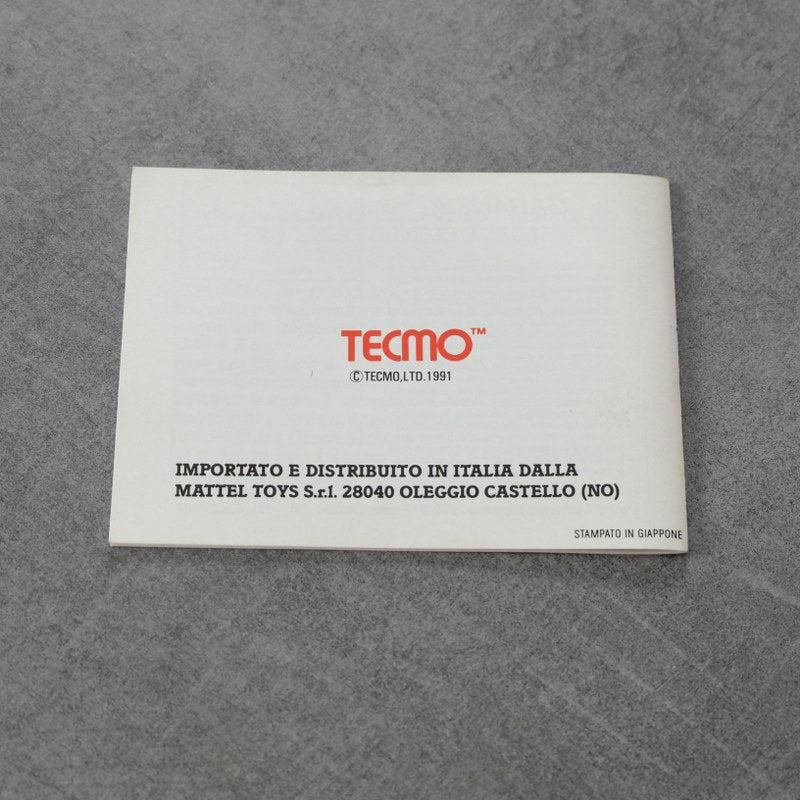 TECMO™
©TECMO,LTD.1991
IMPORTATO E DISTRIBUITO IN ITALIA DALLA
MATTEL TOYS S.r.l. 28040 OLEGGIO CASTELLO (NO)
STAMPATO IN GIAPPONE